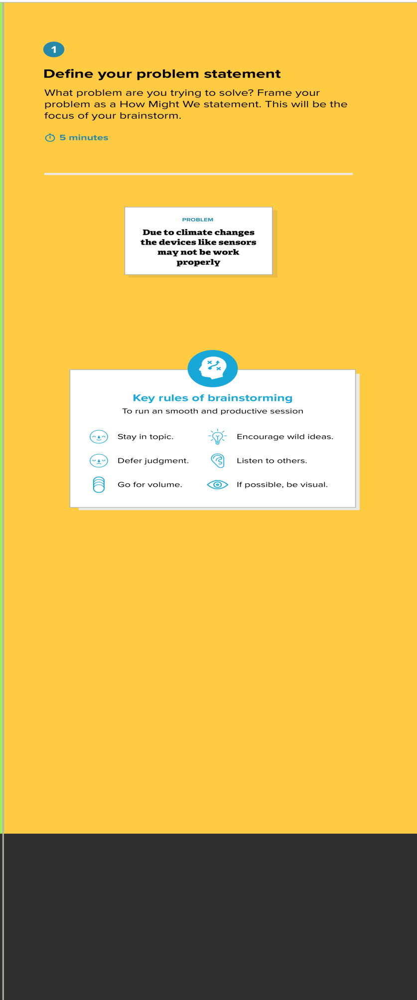 1
Define your problem statement
What problem are you trying to solve? Frame your
problem as a How Might We statement. This will be the
focus of your brainstorm.
5 minutes
PROBLEM
Due to climate changes
the devices like sensors
may not be work
properly
Key rules of brainstorming
To run an smooth and productive session
Stay in topic.
Encourage wild ideas.
Defer judgment.
Listen to others.
Go for volume.
If possible, be visual.